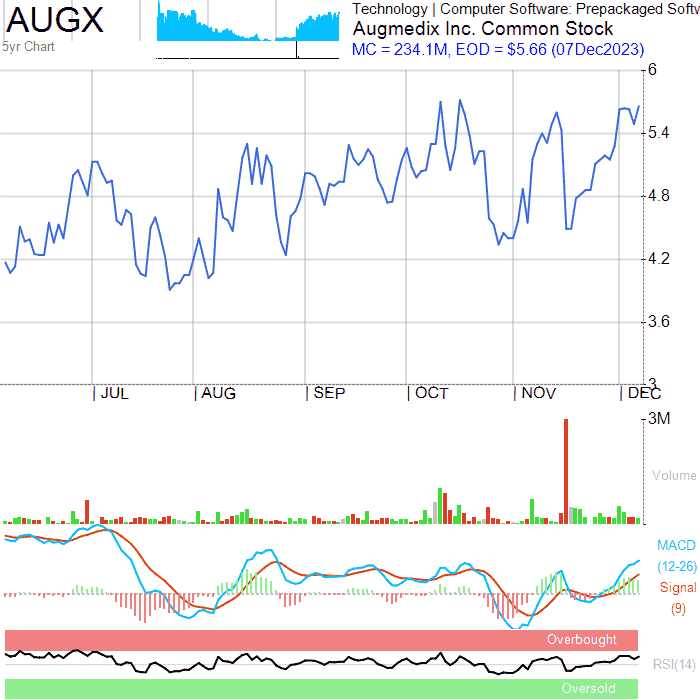 AUGX
5yr Chart
Technology | Computer Software: Prepackaged Softw
Augmedix Inc. Common Stock
MC = 234.1M, EOD = $5.66 (07Dec2023)
6
5.4
4.8
4.2
3.6
3
JUL AUG SEP OCT NOV DEC
3M
Volume
MACD
(12-26)
Signal
(9)
Overbought
RSI(14)
Oversold